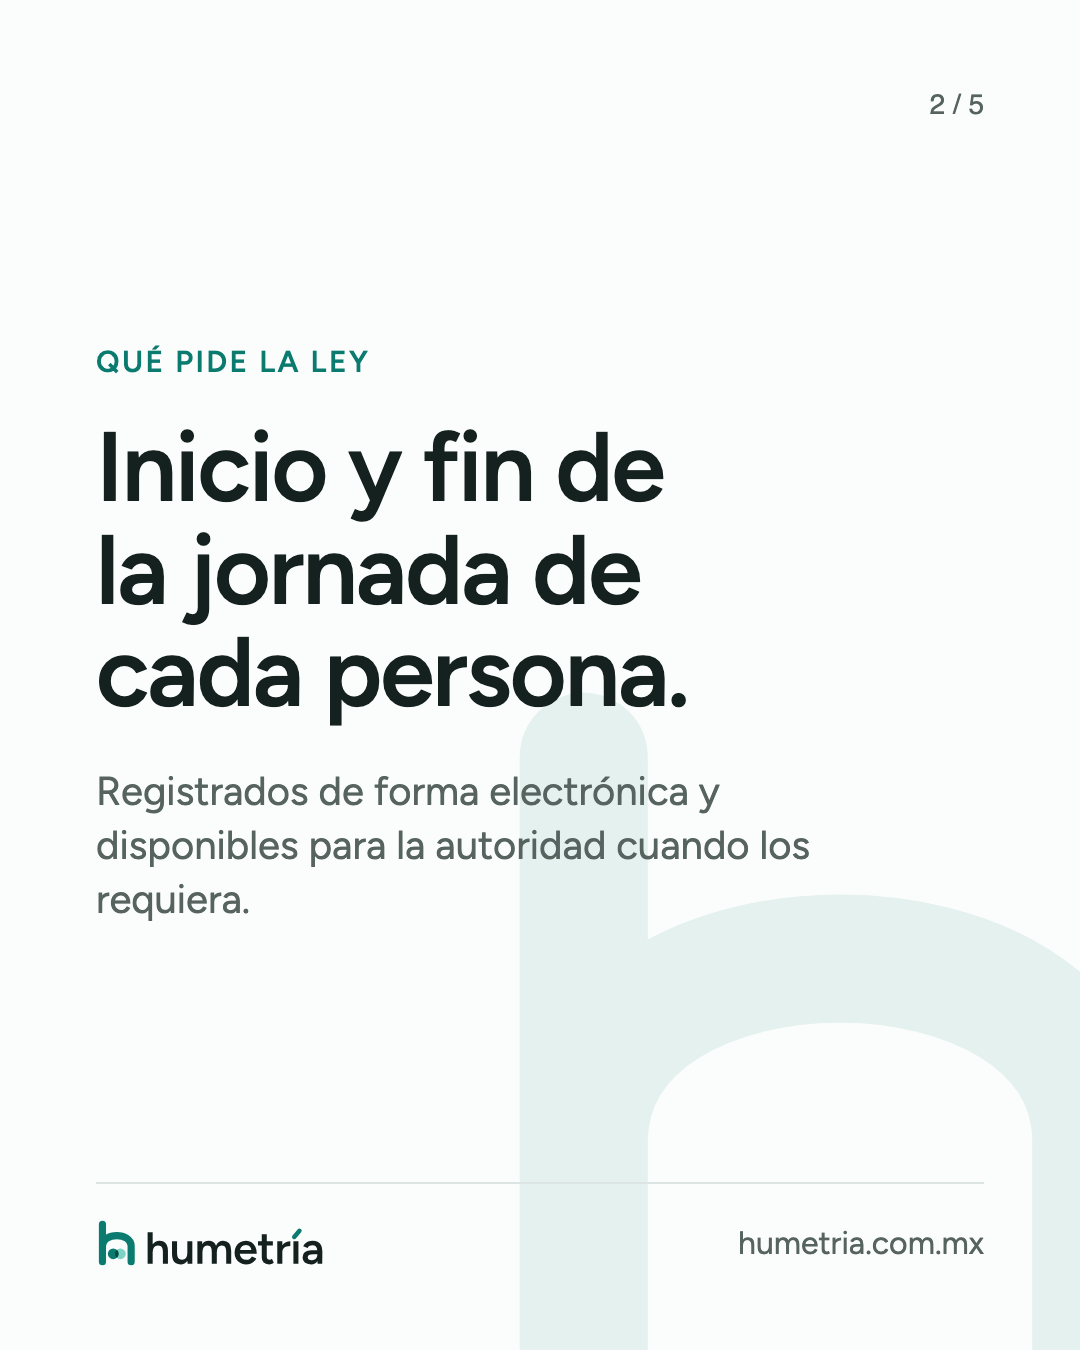 2 / 5
QUÉ PIDE LA LEY
Inicio y fin de
la jornada de
cada persona.
Registrados de forma electrónica y
disponibles para la autoridad cuando los
requiera.
humetría
humetria.com.mx